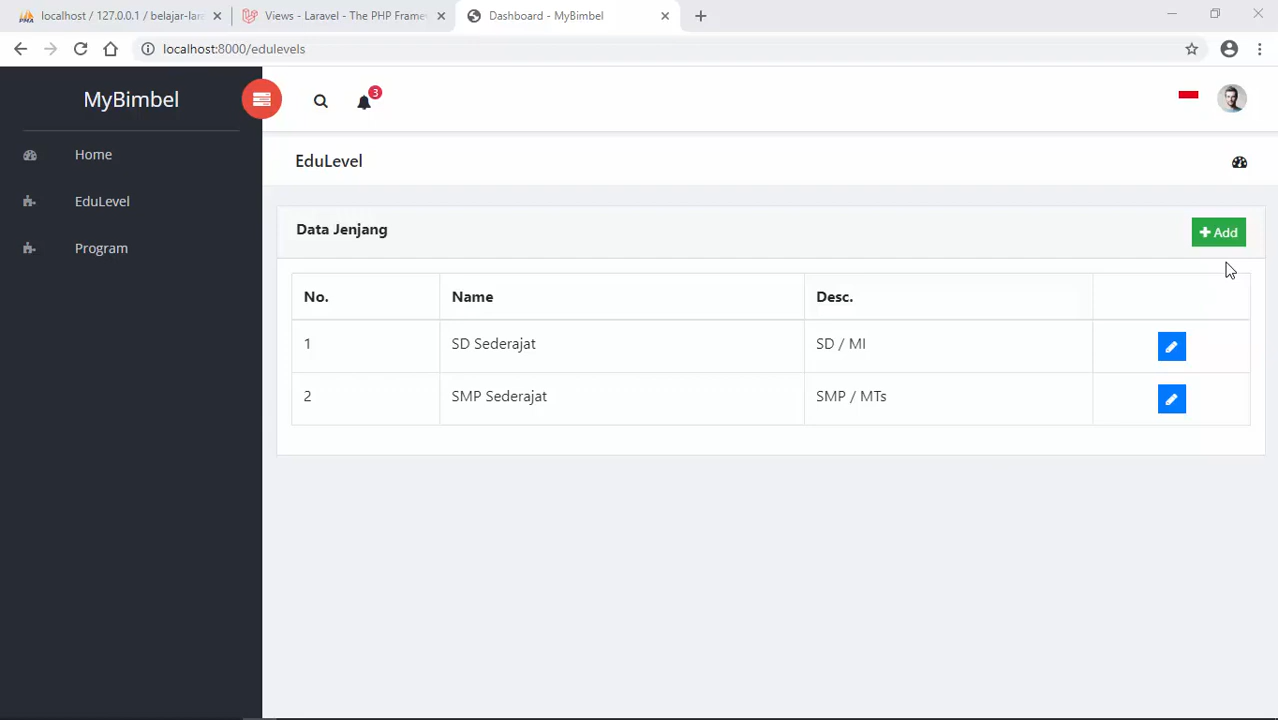 localhost / 127.0.0.1 / belajar-lar
Views - Laravel - The PHP Frame
Dashboard - MyBimbel
localhost:8000/edulevels
MyBimbel
3
Home
EduLevel
Program
EduLevel
Data Jenjang
Add
No. Name Desc.
1 SD Sederajat SD / MI
2 SMP Sederajat SMP / MTs